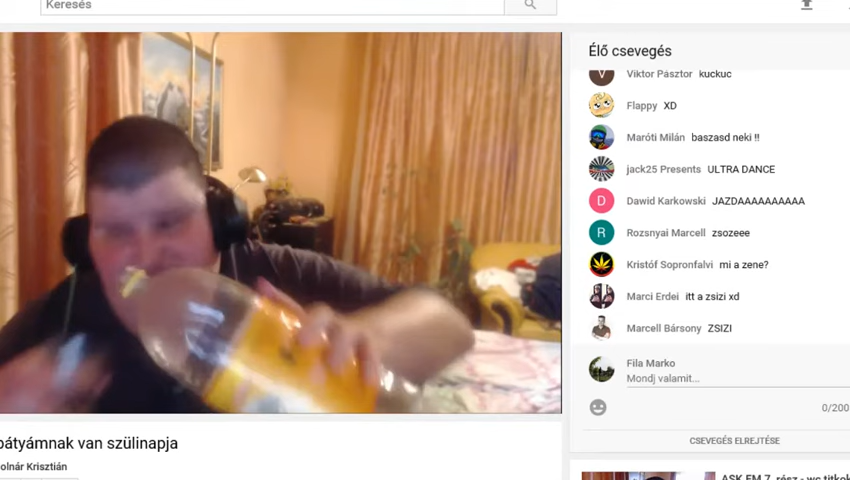 Keresés
Élő csevegés
Viktor Pásztor kuckuc
Flappy XD
Maróti Milán baszasd neki !!
jack25 Presents ULTRA DANCE
D Dawid Karkowski JAZDAAAAAAAAAA
R Rozsnyai Marcell zsozeee
Kristóf Sopronfalvi mi a zene?
Marci Erdei itt a zsizi xd
Marcell Bársony ZSIZI
Fila Marko
Mondj valamit...
0/200
CSEVEGÉS ELREJTÉSE
bátyámnak van szülinapja
olnár Krisztián
ASK.FM 7. rész - wc titkok